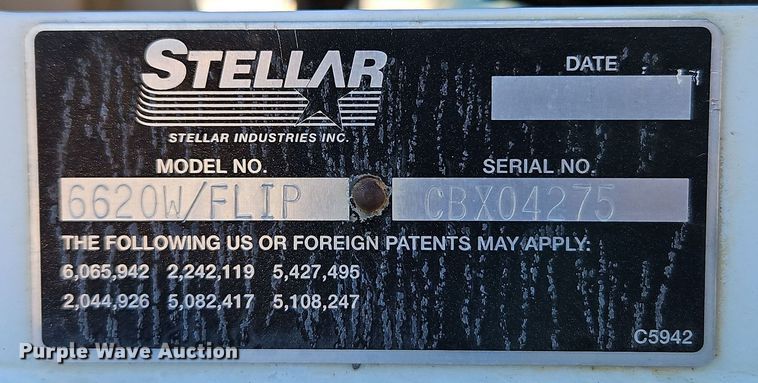 STELLAR
STELLAR INDUSTRIES INC.
DATE
MODEL NO.
SERIAL NO.
6620W/FLIP
CBX04275
THE FOLLOWING US OR FOREIGN PATENTS MAY APPLY:
6,065,942 2,242,119 5,427,495
2,044,926 5,082,417 5,108,247
C5942
Purple Wave Auction